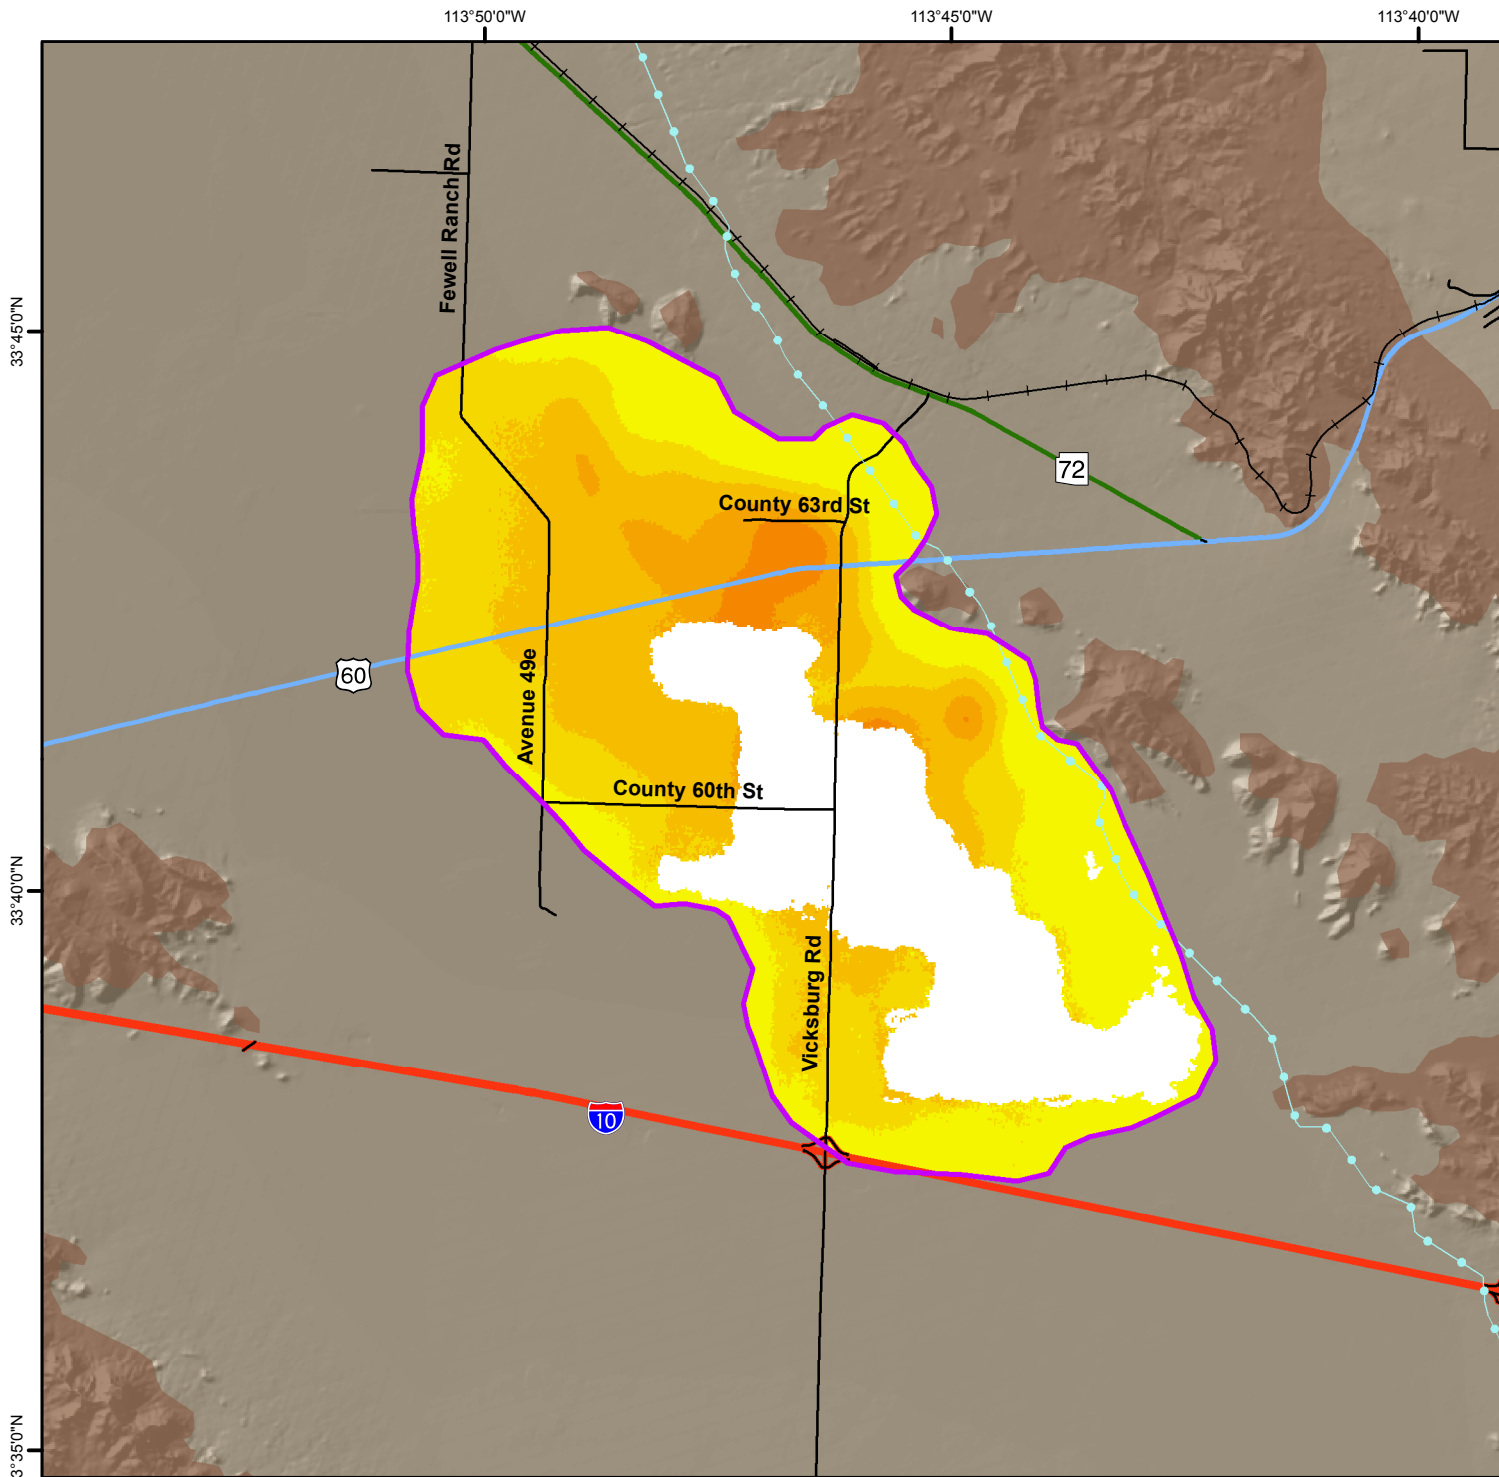 113°50'0"W
113°45'0"W
113°40'0"W
Fewell Ranch Rd
33°45'0"N
72
County 63rd St
60
Avenue 49e
County 60th St
33°40'0"N
Vicksburg Rd
10
3°35'0"N